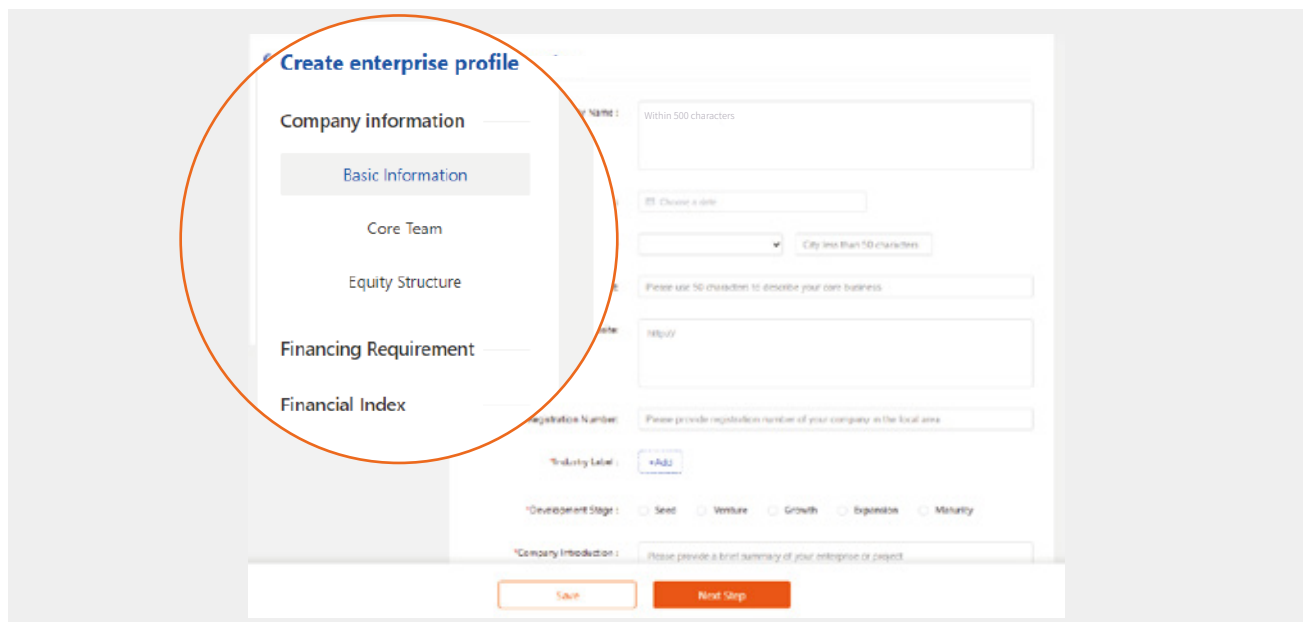 Create enterprise profile
Company information
Basic Information
Core Team
Equity Structure
Financing Requirement
Financial Index
Name :
Within 500 characters
Choose a date
City less than 50 characters
Please use 50 characters to describe your core business
http://
Registration Number:
Please provide registration number of your company in the local area
*Industry Label :
+Add
*Development Stage :
Seed Venture Growth Expansion Maturity
*Company Introduction :
Please provide a brief summary of your enterprise or project
Save
Next Step